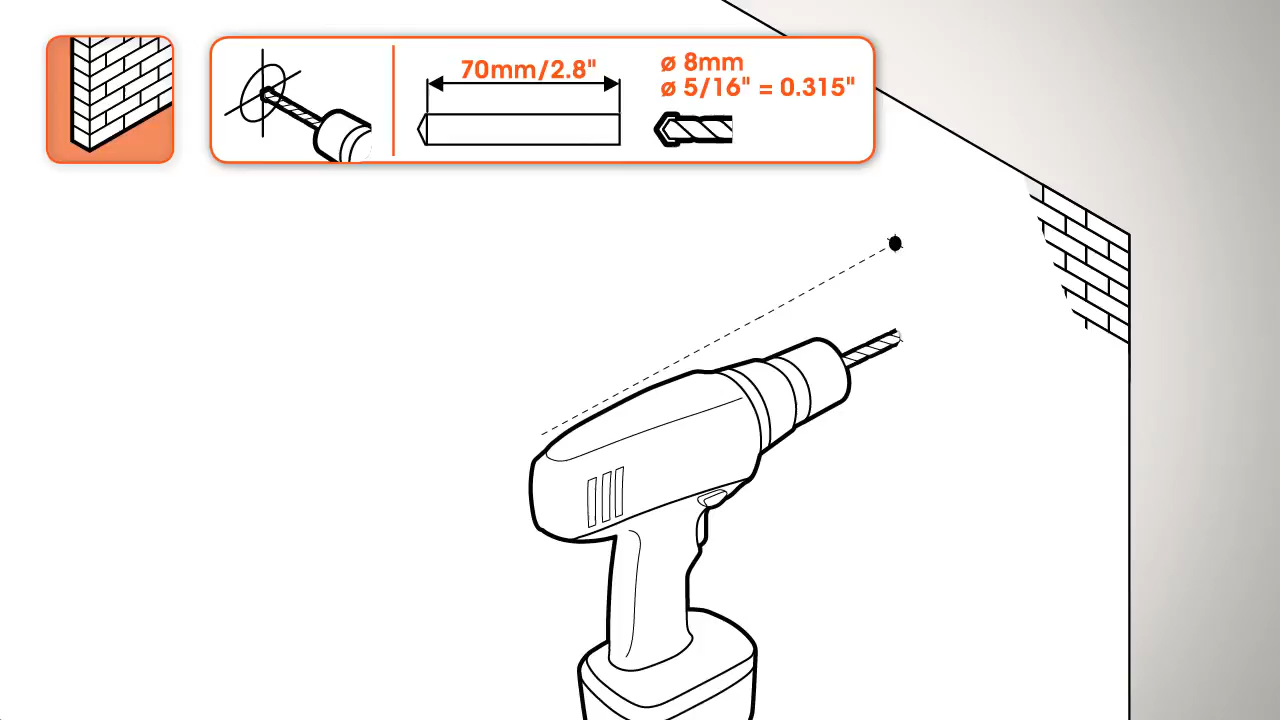 70mm/2.8"
ø 8mm
ø 5/16" = 0.315"